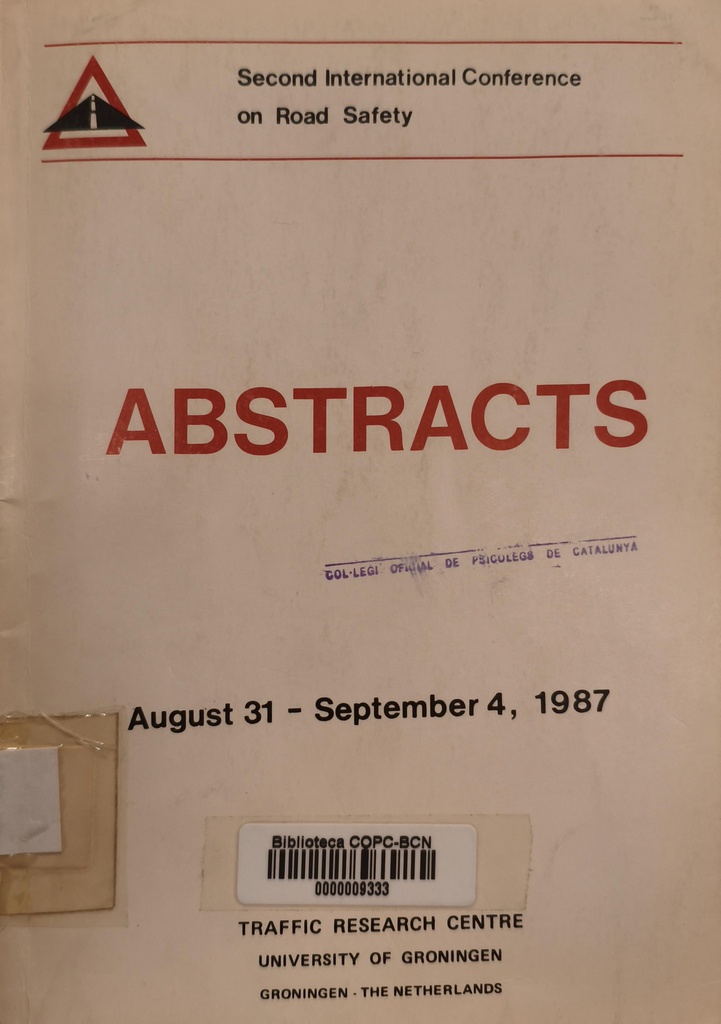 Second International Conference
on Road Safety
ABSTRACTS
COL·LEGI OFICIAL DE PSICOLEGS DE CATALUNYA
August 31 - September 4, 1987
Biblioteca COPC-BCN
0000009333
TRAFFIC RESEARCH CENTRE
UNIVERSITY OF GRONINGEN
GRONINGEN - THE NETHERLANDS